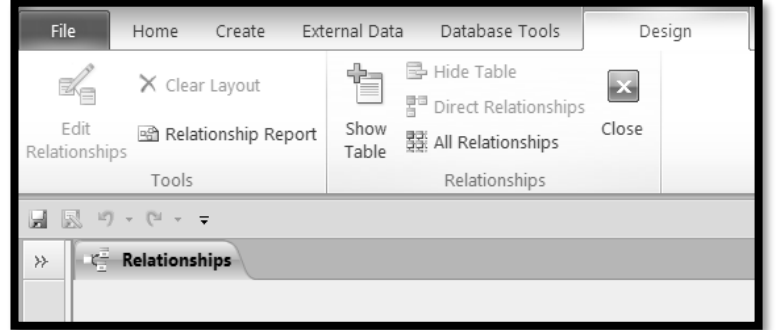 File Home Create External Data Database Tools Design
Edit Relationships
Clear Layout
Relationship Report
Tools
Show Table
Hide Table
Direct Relationships
All Relationships
Close
Relationships
Relationships